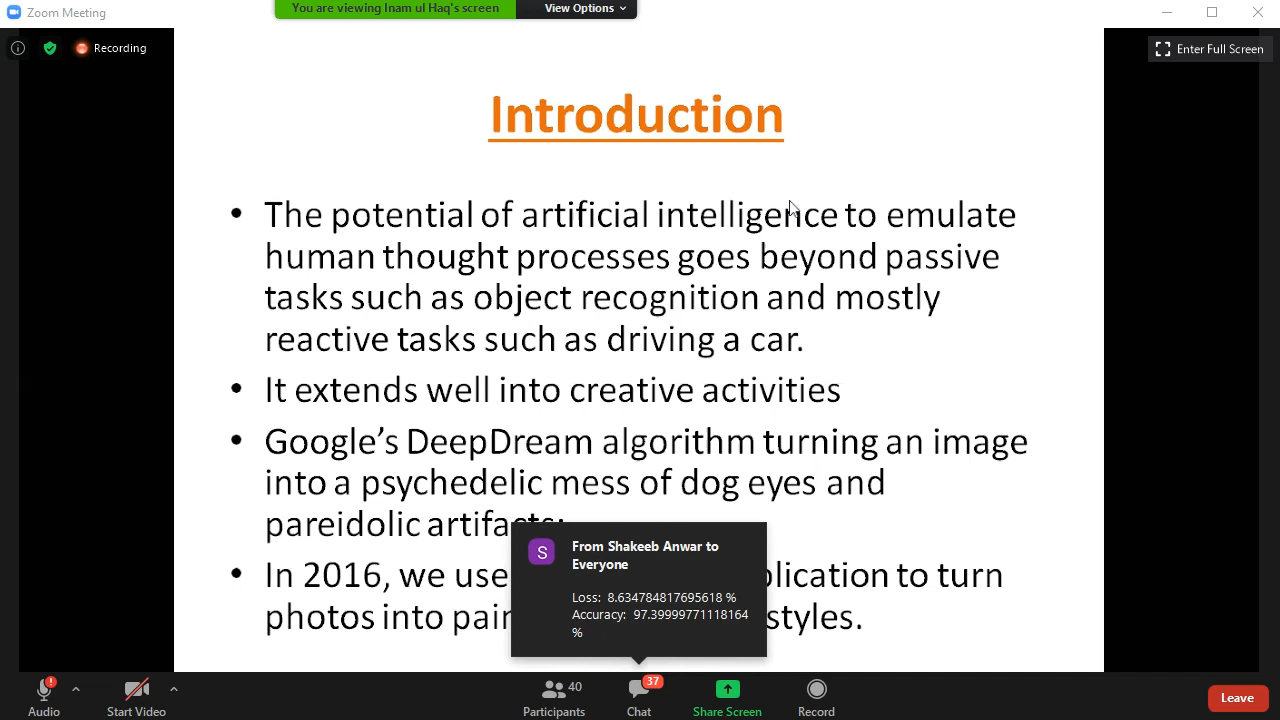 Zoom Meeting
You are viewing Inam ul Haq's screen
View Options
Recording
Enter Full Screen
Introduction
• The potential of artificial intelligence to emulate
human thought processes goes beyond passive
tasks such as object recognition and mostly
reactive tasks such as driving a car.
• It extends well into creative activities
• Google's DeepDream algorithm turning an image
into a psychedelic mess of dog eyes and
pareidolic artifacts;
• In 2016, we use
to turn
photos into
styles.
S
From Shakeeb Anwar to
Everyone
Loss: 8.634784817695618 %
Accuracy: 97.39999771118164
%
Audio
Start Video
40
Participants
37
Chat
Share Screen
Record
Leave